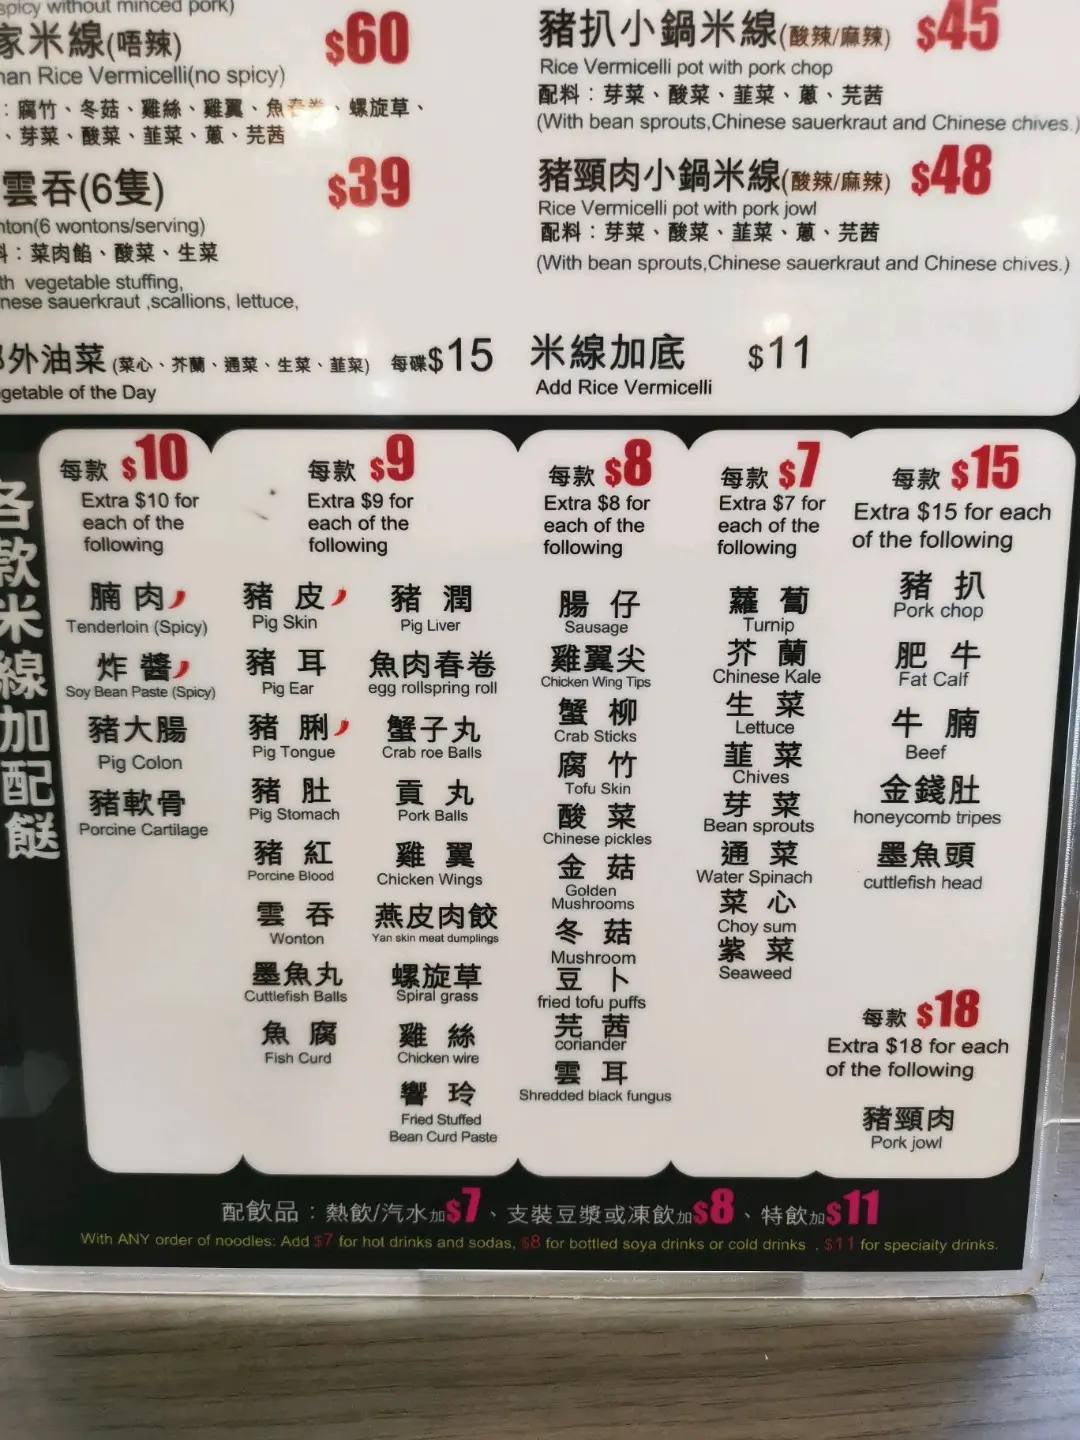 spicy without minced pork)
家米線(唔辣) $60
nan Rice Vermicelli(no spicy)
：腐竹、冬菇、雞絲、雞翼、魚春卷、螺旋草、
、芽菜、酸菜、韮菜、蔥、芫茜
雲吞(6隻) $39
nton(6 wontons/serving)
料：菜肉餡、酸菜、生菜
th vegetable stuffing,
nese sauerkraut ,scallions, lettuce,
郊外油菜 (菜心、芥蘭、通菜、生菜、韮菜) 每碟$15
getable of the Day
豬扒小鍋米線(酸辣/麻辣) $45
Rice Vermicelli pot with pork chop
配料：芽菜、酸菜、韮菜、蔥、芫茜
(With bean sprouts,Chinese sauerkraut and Chinese chives.)
豬頸肉小鍋米線(酸辣/麻辣) $48
Rice Vermicelli pot with pork jowl
配料：芽菜、酸菜、韮菜、蔥、芫茜
(With bean sprouts,Chinese sauerkraut and Chinese chives.)
米線加底 $11
Add Rice Vermicelli
各款米線加配餸
每款 $10
Extra $10 for
each of the
following
腩肉
Tenderloin (Spicy)
炸醬
Soy Bean Paste (Spicy)
豬大腸
Pig Colon
豬軟骨
Porcine Cartilage
每款 $9
Extra $9 for
each of the
following
豬皮
Pig Skin
豬耳
Pig Ear
豬脷
Pig Tongue
豬肚
Pig Stomach
豬紅
Porcine Blood
雲吞
Wonton
墨魚丸
Cuttlefish Balls
魚腐
Fish Curd
豬潤
Pig Liver
魚肉春卷
egg rollspring roll
蟹子丸
Crab roe Balls
貢丸
Pork Balls
雞翼
Chicken Wings
燕皮肉餃
Yan skin meat dumplings
螺旋草
Spiral grass
雞絲
Chicken wire
響玲
Fried Stuffed
Bean Curd Paste
每款 $8
Extra $8 for
each of the
following
腸仔
Sausage
雞翼尖
Chicken Wing Tips
蟹柳
Crab Sticks
腐竹
Tofu Skin
酸菜
Chinese pickles
金菇
Golden
Mushrooms
冬菇
Mushroom
豆卜
fried tofu puffs
芫茜
coriander
雲耳
Shredded black fungus
每款 $7
Extra $7 for
each of the
following
蘿蔔
Turnip
芥蘭
Chinese Kale
生菜
Lettuce
韮菜
Chives
芽菜
Bean sprouts
通菜
Water Spinach
菜心
Choy sum
紫菜
Seaweed
每款 $15
Extra $15 for each
of the following
豬扒
Pork chop
肥牛
Fat Calf
牛腩
Beef
金錢肚
honeycomb tripes
墨魚頭
cuttlefish head
每款 $18
Extra $18 for each
of the following
豬頸肉
Pork jowl
配飲品：熱飲/汽水加$7、支裝豆漿或凍飲加$8、特飲加$11
With ANY order of noodles: Add $7 for hot drinks and sodas, $8 for bottled soya drinks or cold drinks , $11 for specialty drinks.